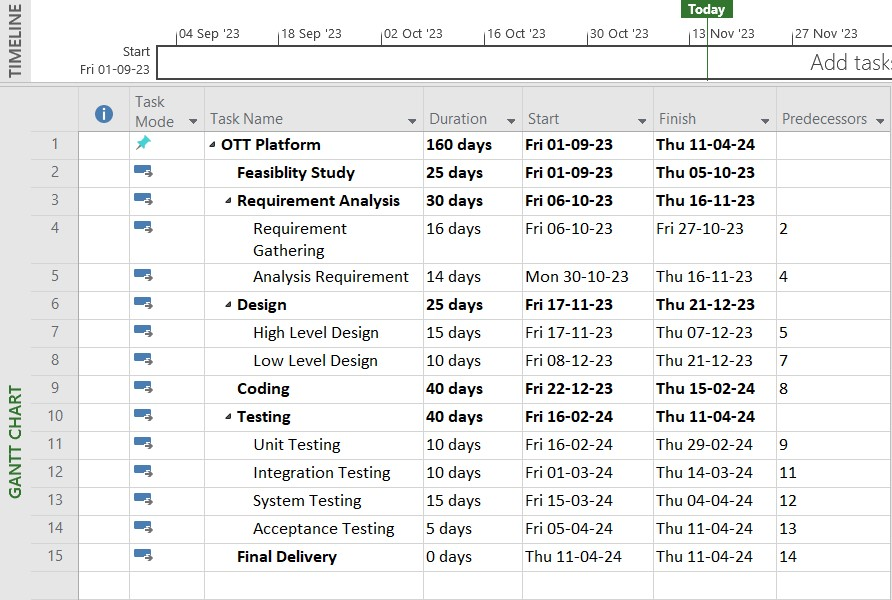 TIMELINE
Today
04 Sep '23 18 Sep '23 02 Oct '23 16 Oct '23 30 Oct '23 13 Nov '23 27 Nov '23
Start
Fri 01-09-23
Add tasks
GANTT CHART
Task Mode Task Name Duration Start Finish Predecessors
1 OTT Platform 160 days Fri 01-09-23 Thu 11-04-24
2 Feasiblity Study 25 days Fri 01-09-23 Thu 05-10-23
3 Requirement Analysis 30 days Fri 06-10-23 Thu 16-11-23
4 Requirement Gathering 16 days Fri 06-10-23 Fri 27-10-23 2
5 Analysis Requirement 14 days Mon 30-10-23 Thu 16-11-23 4
6 Design 25 days Fri 17-11-23 Thu 21-12-23
7 High Level Design 15 days Fri 17-11-23 Thu 07-12-23 5
8 Low Level Design 10 days Fri 08-12-23 Thu 21-12-23 7
9 Coding 40 days Fri 22-12-23 Thu 15-02-24 8
10 Testing 40 days Fri 16-02-24 Thu 11-04-24
11 Unit Testing 10 days Fri 16-02-24 Thu 29-02-24 9
12 Integration Testing 10 days Fri 01-03-24 Thu 14-03-24 11
13 System Testing 15 days Fri 15-03-24 Thu 04-04-24 12
14 Acceptance Testing 5 days Fri 05-04-24 Thu 11-04-24 13
15 Final Delivery 0 days Thu 11-04-24 Thu 11-04-24 14